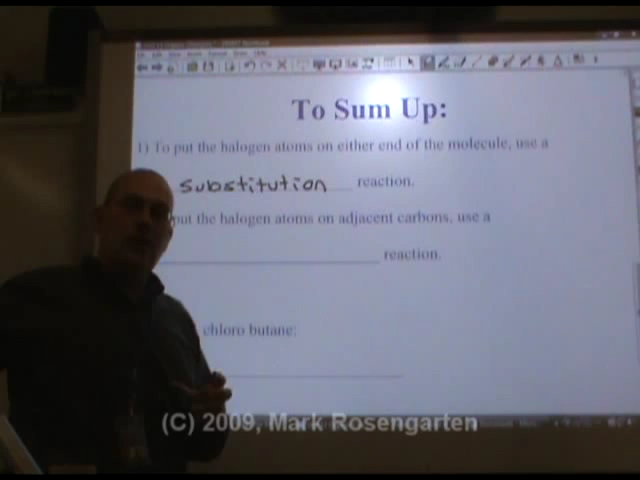 To Sum Up:
1) To put the halogen atoms on either end of the molecule, use a
substitution reaction.
put the halogen atoms on adjacent carbons, use a
reaction.
chloro butane:
(C) 2009, Mark Rosengarten